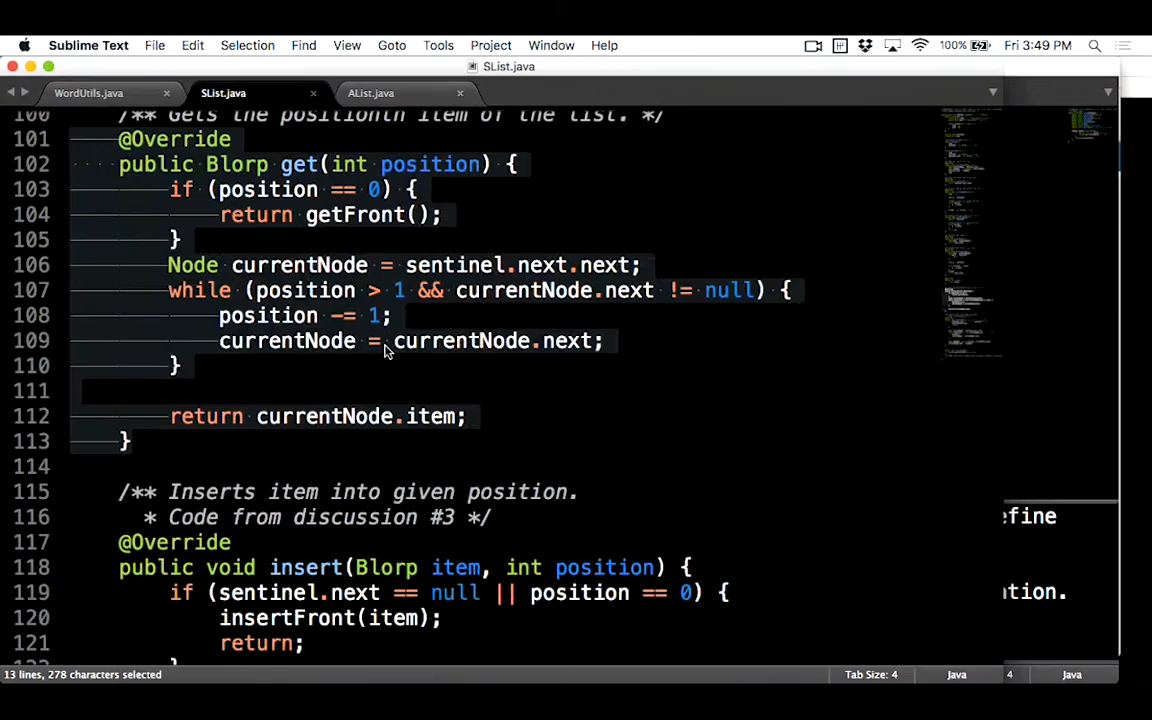 Sublime Text File Edit Selection Find View Goto Tools Project Window Help 100% Fri 3:49 PM
SList.java
WordUtils.java × SList.java × AList.java ×
100 /** Gets the positionth item of the list. */
101 @Override
102 public Blorp get(int position) {
103 if (position == 0) {
104 return getFront();
105 }
106 Node currentNode = sentinel.next.next;
107 while (position > 1 && currentNode.next != null) {
108 position -= 1;
109 currentNode = currentNode.next;
110 }
111
112 return currentNode.item;
113 }
114
115 /** Inserts item into given position.
116 * Code from discussion #3 */ efine
117 @Override
118 public void insert(Blorp item, int position) {
119 if (sentinel.next == null || position == 0) { ation.
120 insertFront(item);
121 return;
13 lines, 278 characters selected Tab Size: 4 Java 4 Java